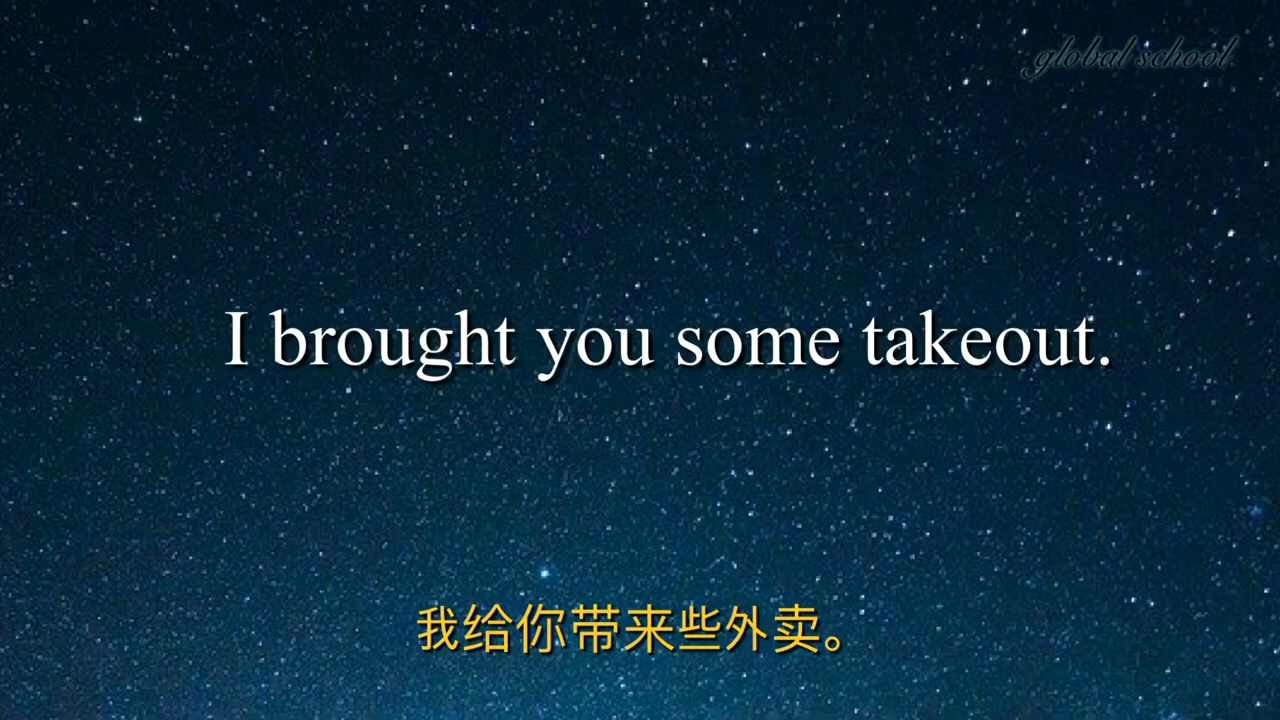 global school
I brought you some takeout.
我给你带来些外卖。